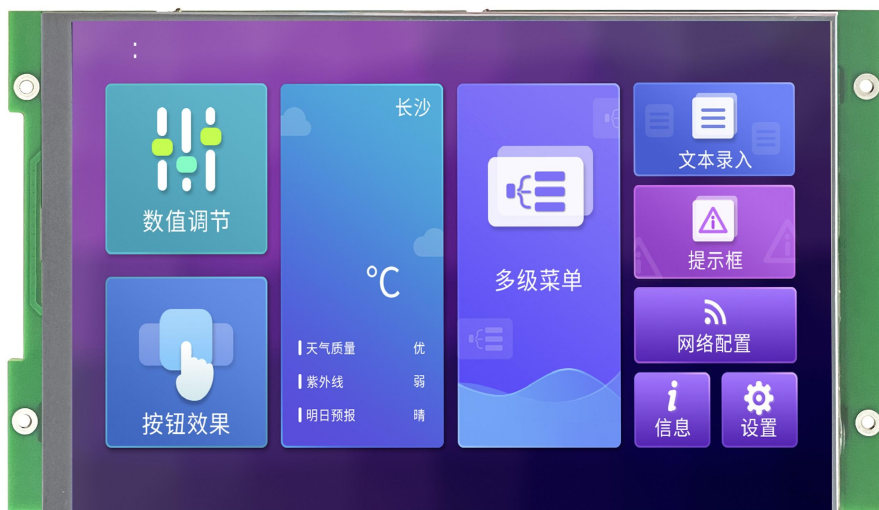 :
数值调节
按钮效果
长沙
℃
天气质量 优
紫外线 弱
明日预报 晴
多级菜单
文本录入
提示框
网络配置
信息
设置